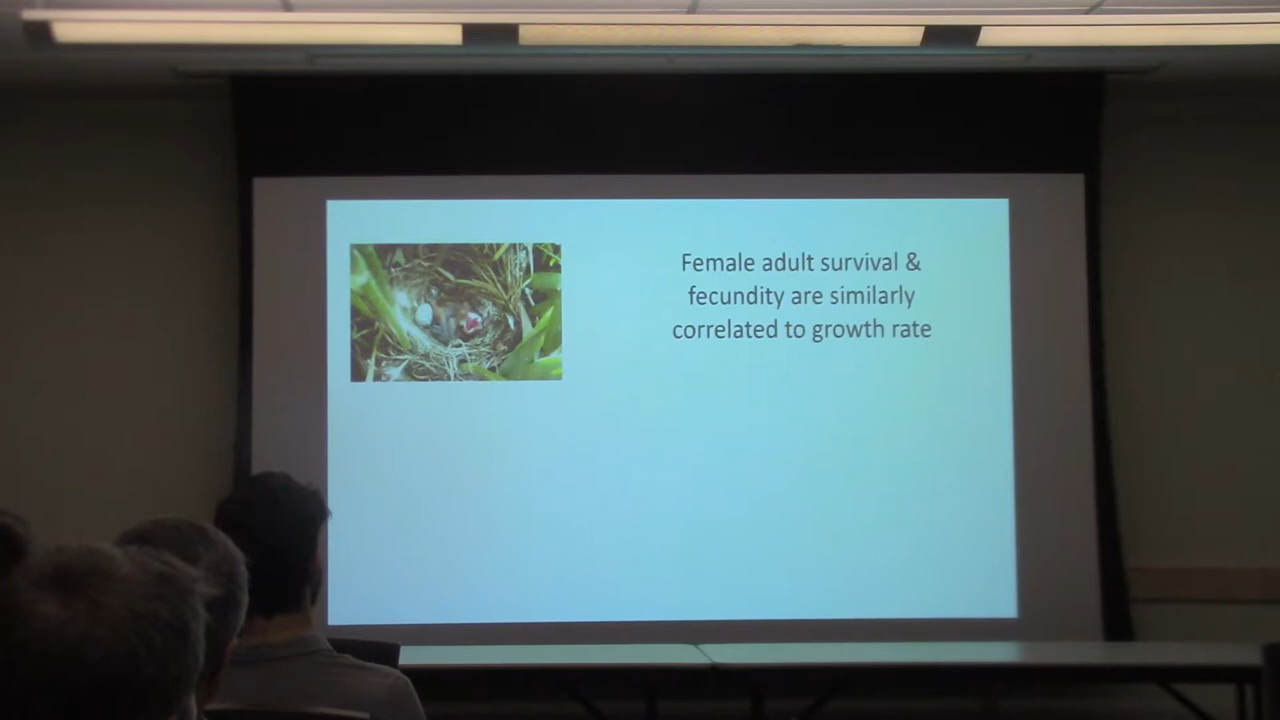 Female adult survival &
fecundity are similarly
correlated to growth rate